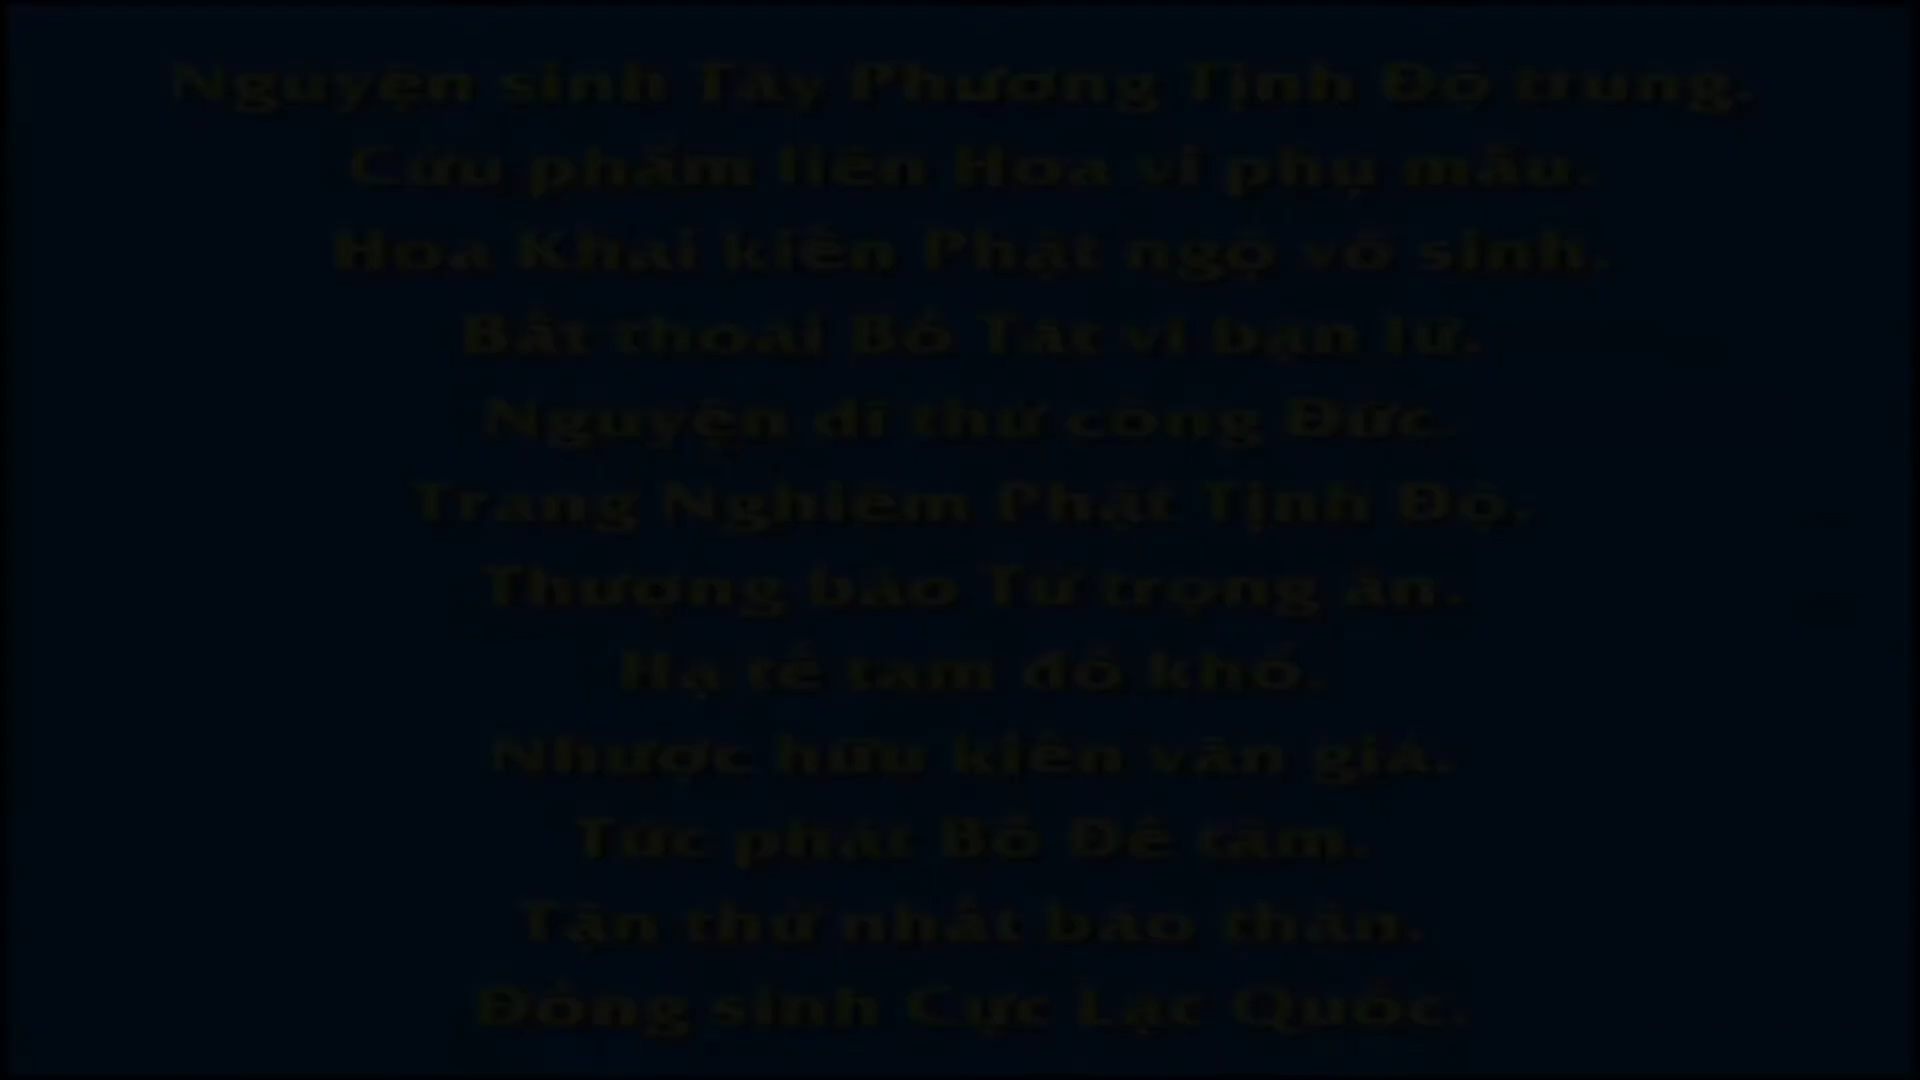 Nguyện sinh Tây Phương Tịnh Độ trung.
Cửu phẩm liên Hoa vi phụ mẫu.
Hoa Khai kiến Phật ngộ vô sinh.
Bất thoái Bồ Tát vi bạn lữ.
Nguyện dĩ thử công Đức.
Trang Nghiêm Phật Tịnh Độ.
Thượng báo Tứ trọng ân.
Hạ tế tam đồ khổ.
Nhược hữu kiến văn giả.
Tức phát Bồ Đề tâm.
Tận thử nhất báo thân.
Đồng sinh Cực Lạc Quốc.